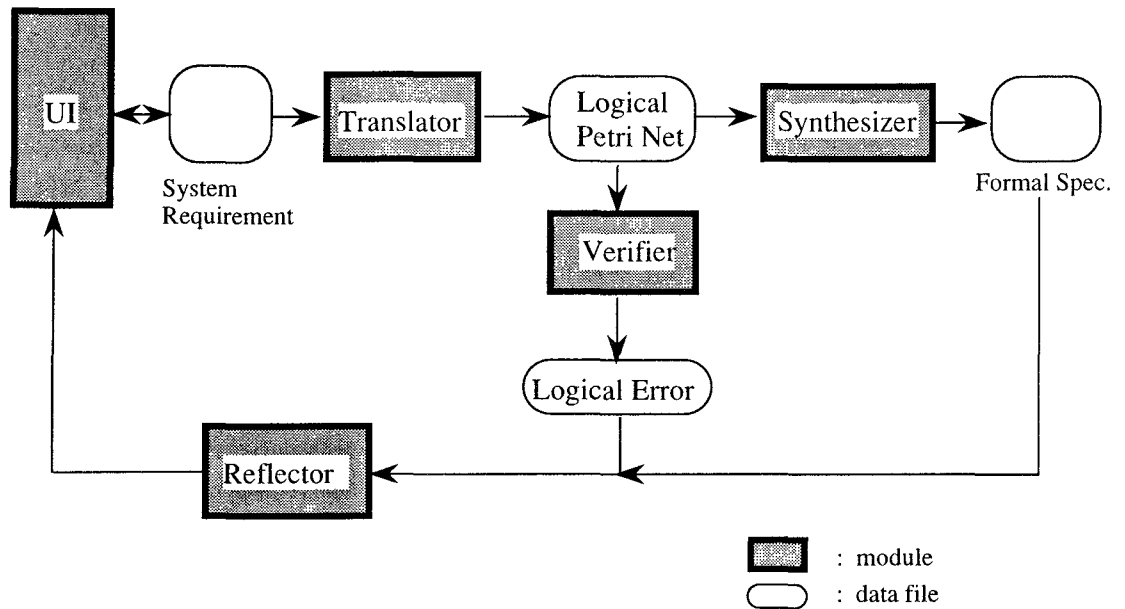 UI
System
Requirement
Translator
Logical
Petri Net
Synthesizer
Formal Spec.
Verifier
Logical Error
Reflector
: module
: data file